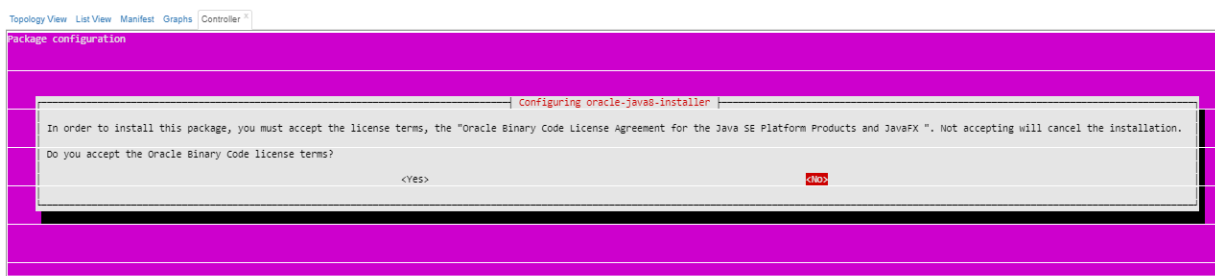 Topology View List View Manifest Graphs Controller ×
Package configuration
Configuring oracle-java8-installer
In order to install this package, you must accept the license terms, the "Oracle Binary Code License Agreement for the Java SE Platform Products and JavaFX ". Not accepting will cancel the installation.
Do you accept the Oracle Binary Code license terms?
<Yes> <No>